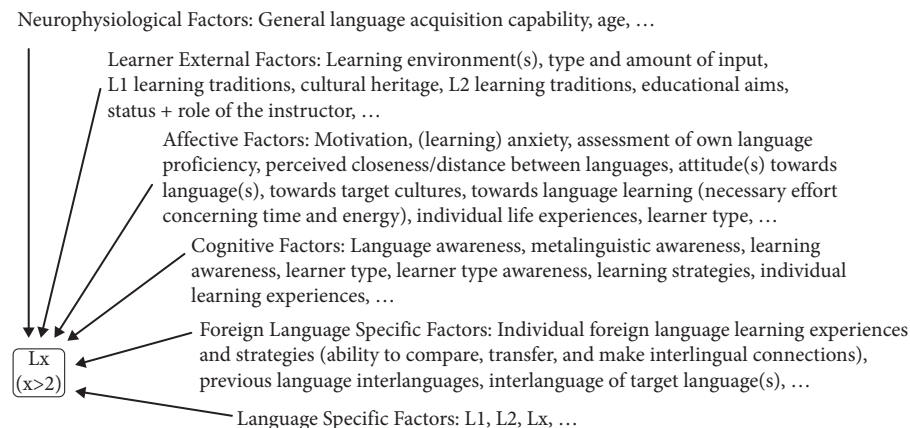 Neurophysiological Factors: General language acquisition capability, age, …
Learner External Factors: Learning environment(s), type and amount of input,
L1 learning traditions, cultural heritage, L2 learning traditions, educational aims,
status + role of the instructor, …
Affective Factors: Motivation, (learning) anxiety, assessment of own language
proficiency, perceived closeness/distance between languages, attitude(s) towards
language(s), towards target cultures, towards language learning (necessary effort
concerning time and energy), individual life experiences, learner type, …
Cognitive Factors: Language awareness, metalinguistic awareness, learning
awareness, learner type, learner type awareness, learning strategies, individual
learning experiences, …
Foreign Language Specific Factors: Individual foreign language learning experiences
and strategies (ability to compare, transfer, and make interlingual connections),
previous language interlanguages, interlanguage of target language(s), …
Lx
(x>2)
Language Specific Factors: L1, L2, Lx, …